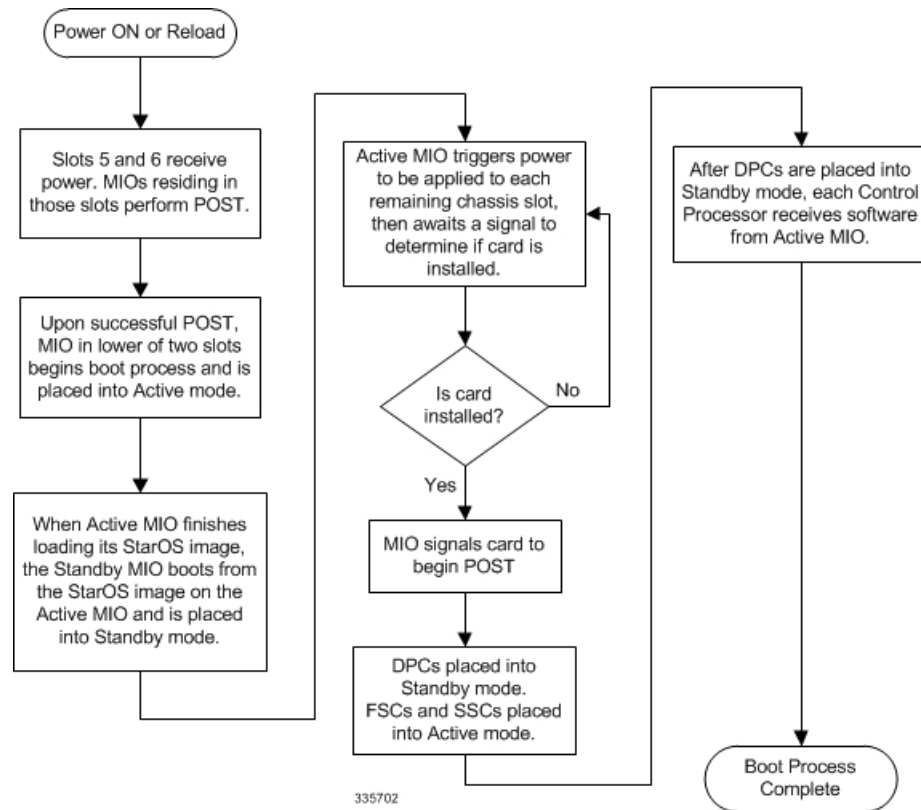 Power ON or Reload
Slots 5 and 6 receive
power. MIOs residing in
those slots perform POST.
Upon successful POST,
MIO in lower of two slots
begins boot process and is
placed into Active mode.
When Active MIO finishes
loading its StarOS image,
the Standby MIO boots from
the StarOS image on the
Active MIO and is placed
into Standby mode.
Active MIO triggers power
to be applied to each
remaining chassis slot,
then awaits a signal to
determine if card is
installed.
Is card
installed?
No
Yes
MIO signals card to
begin POST
DPCs placed into
Standby mode.
FSCs and SSCs placed
into Active mode.
After DPCs are placed into
Standby mode, each Control
Processor receives software
from Active MIO.
Boot Process
Complete
335702